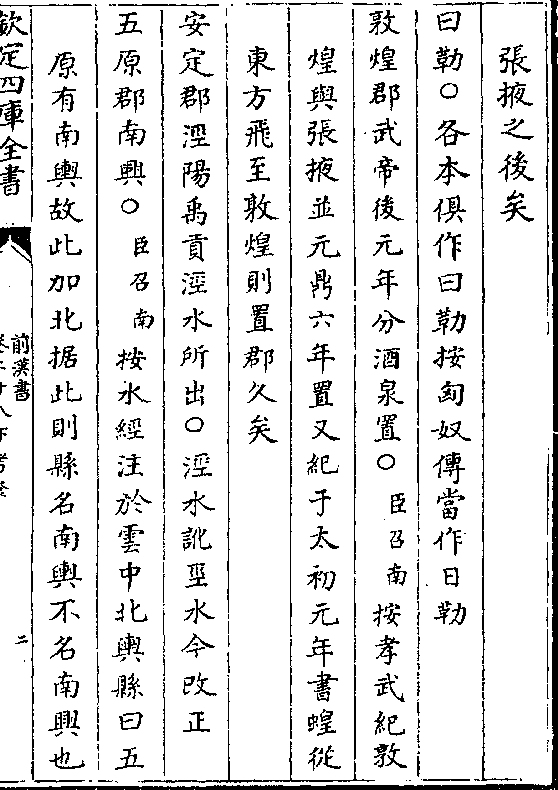 張掖之後矣
曰勒○各本俱作曰勒按匈奴傳當作日勒
敦煌郡武帝後元年分酒泉置○臣召南按孝武紀敦
煌與張掖並元鼎六年置又紀于太初元年書蝗從
東方飛至敦煌則置郡久矣
安定郡涇陽禹貢涇水所出○涇水訛巠水今改正
五原郡南興○臣召南按水經注於雲中北輿縣曰五
原有南輿故此加北据此則縣名南輿不名南興也
欽定四庫全書
前漢書
卷二十八下考證
二